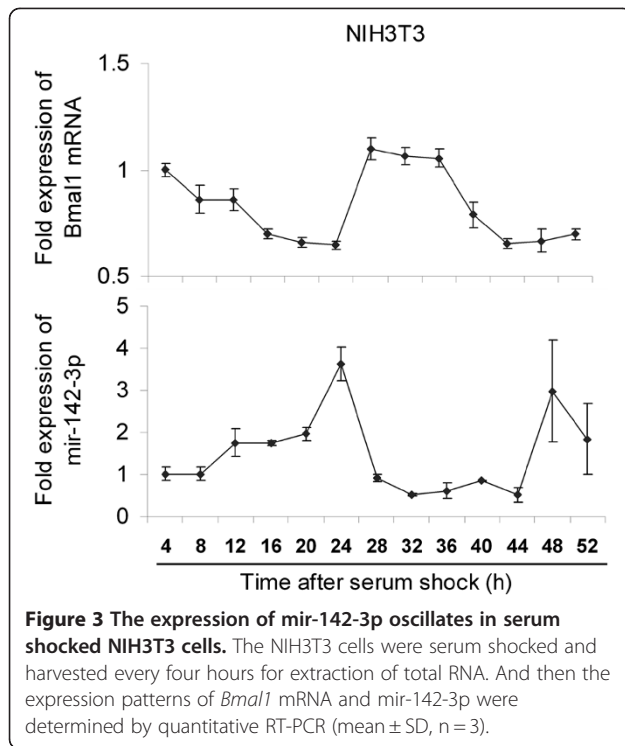 NIH3T3
Fold expression of
Bmal1 mRNA
1.5
1
0.5
Fold expression of
mir-142-3p
5
4
3
2
1
0
4 8 12 16 20 24 28 32 36 40 44 48 52
Time after serum shock (h)
Figure 3 The expression of mir-142-3p oscillates in serum
shocked NIH3T3 cells. The NIH3T3 cells were serum shocked and
harvested every four hours for extraction of total RNA. And then the
expression patterns of Bmal1 mRNA and mir-142-3p were
determined by quantitative RT-PCR (mean ± SD, n = 3).